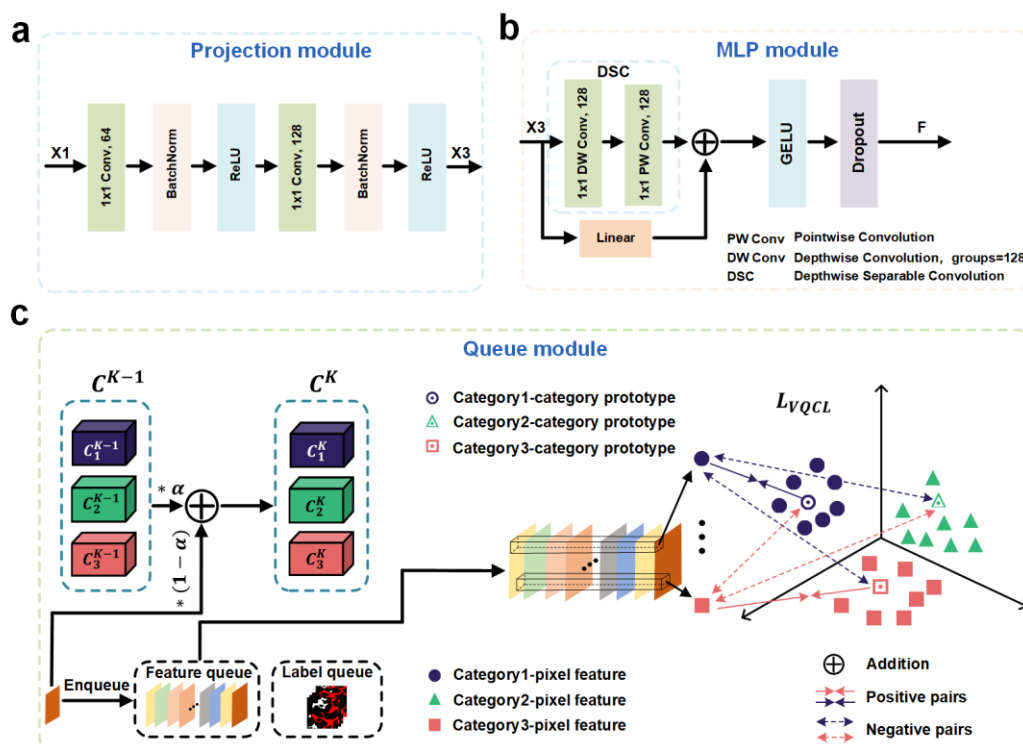 a
Projection module
X1
1x1 Conv, 64
BatchNorm
ReLU
1x1 Conv, 128
BatchNorm
ReLU
X3
b
MLP module
DSC
X3
1x1 DW Conv, 128
1x1 PW Conv, 128
GELU
Dropout
F
Linear
PW Conv Pointwise Convolution
DW Conv Depthwise Convolution, groups=128
DSC Depthwise Separable Convolution
c
Queue module
C^{K-1}
C^K
C_1^{K-1}
C_2^{K-1}
C_3^{K-1}
* α
* (1 − α)
C_1^K
C_2^K
C_3^K
Category1-category prototype
Category2-category prototype
Category3-category prototype
L_{VQCL}
Enqueue
Feature queue
Label queue
Category1-pixel feature
Category2-pixel feature
Category3-pixel feature
Addition
Positive pairs
Negative pairs